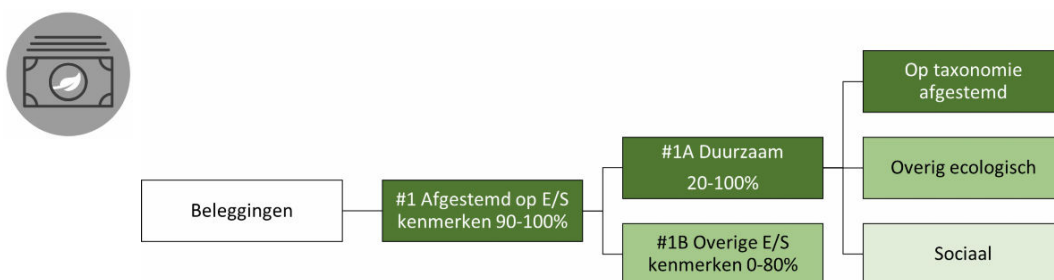 Beleggingen
#1 Afgestemd op E/S
kenmerken 90-100%
#1A Duurzaam
20-100%
#1B Overige E/S
kenmerken 0-80%
Op taxonomie
afgestemd
Overig ecologisch
Sociaal